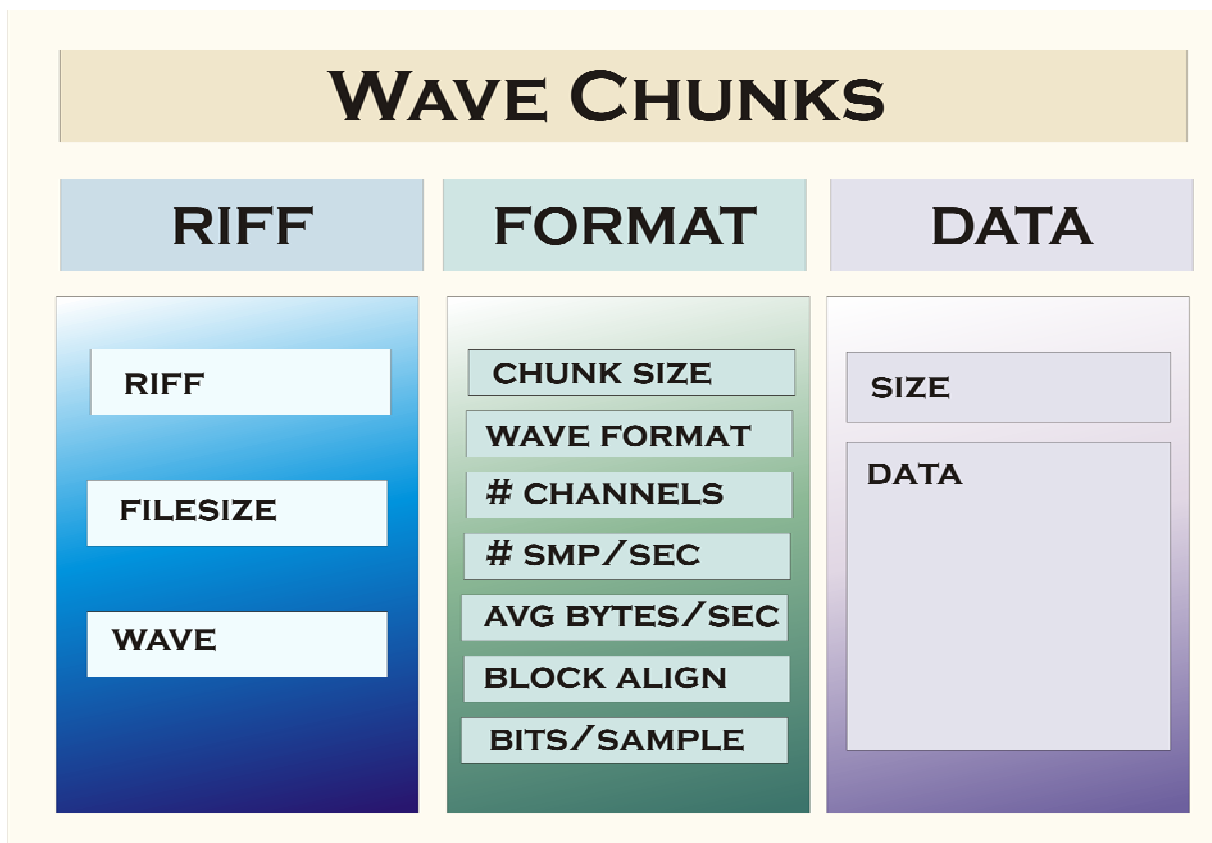 WAVE CHUNKS
RIFF
FORMAT
DATA
RIFF
FILESIZE
WAVE
CHUNK SIZE
WAVE FORMAT
# CHANNELS
# SMP/SEC
AVG BYTES/SEC
BLOCK ALIGN
BITS/SAMPLE
SIZE
DATA